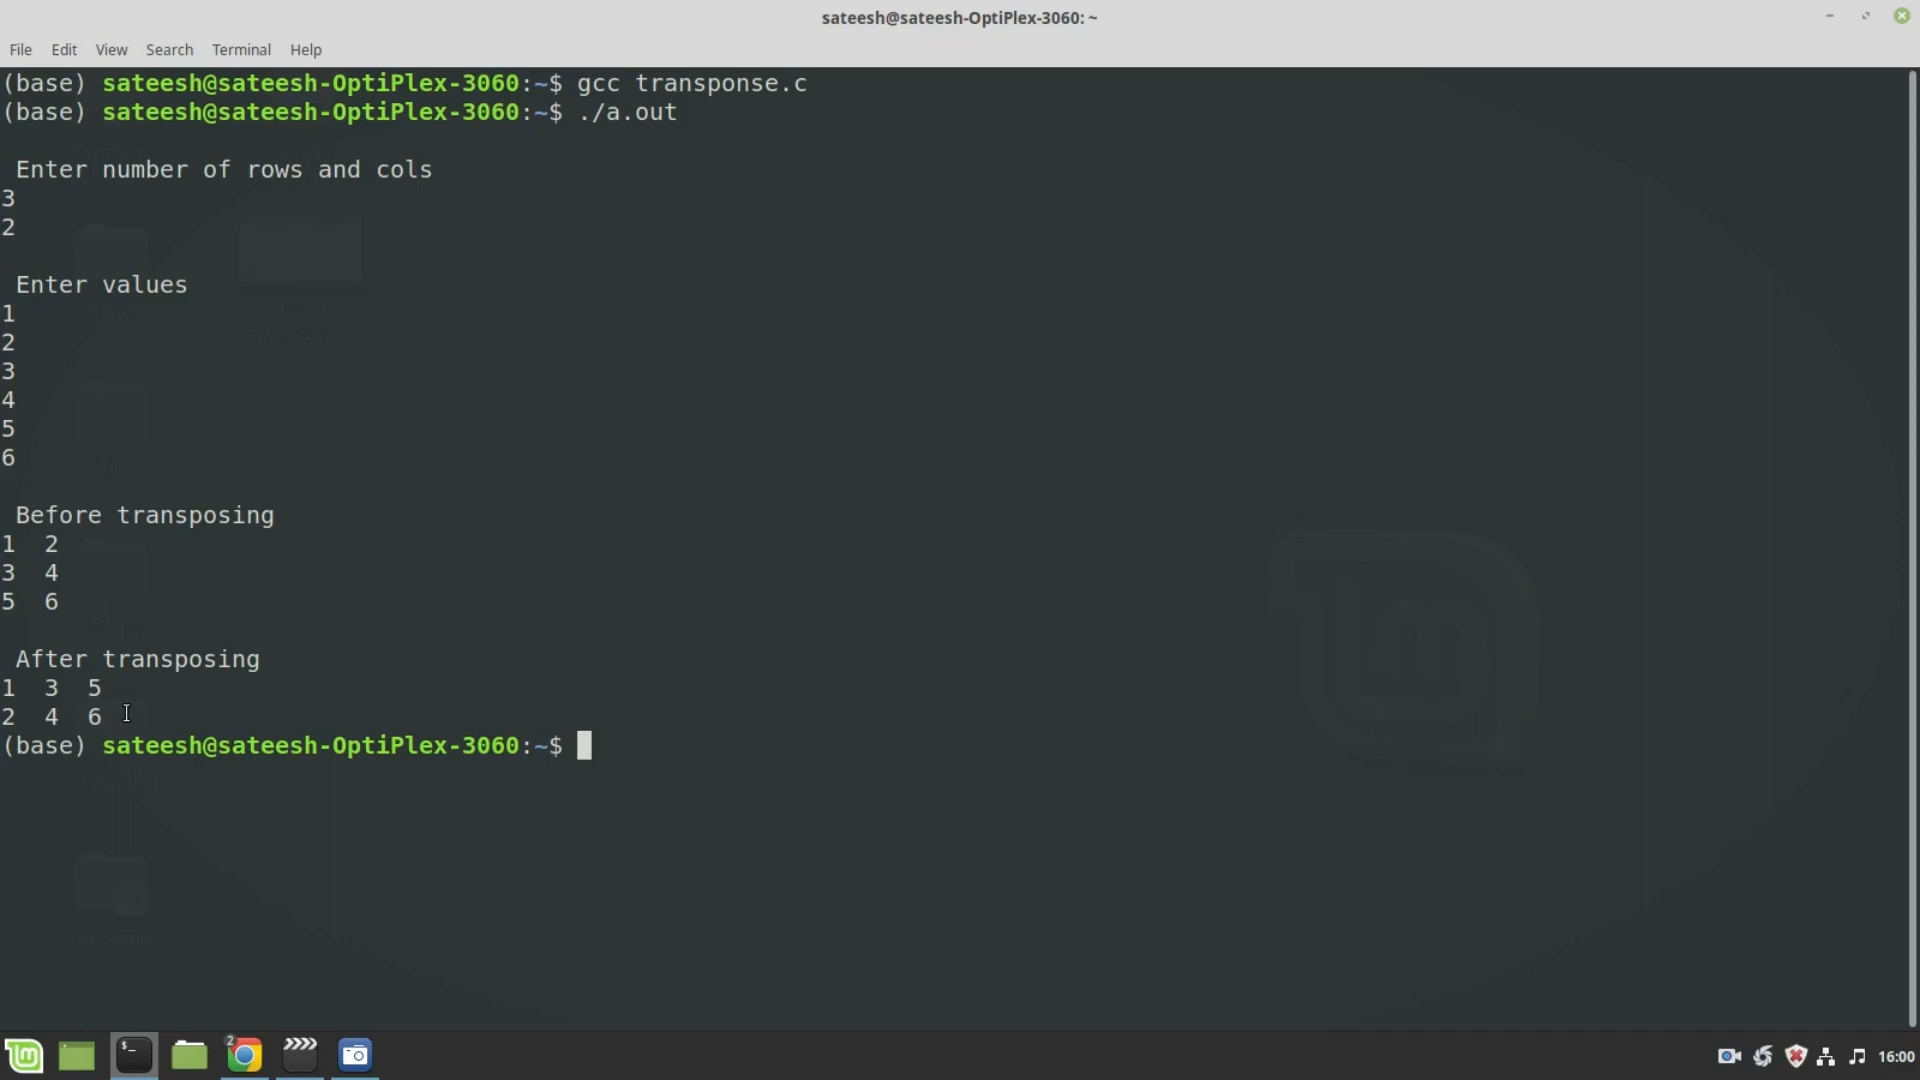 sateesh@sateesh-OptiPlex-3060: ~
File Edit View Search Terminal Help
(base) sateesh@sateesh-OptiPlex-3060:~$ gcc transponse.c
(base) sateesh@sateesh-OptiPlex-3060:~$ ./a.out
Enter number of rows and cols
3
2
Enter values
1
2
3
4
5
6
Before transposing
1 2
3 4
5 6
After transposing
1 3 5
2 4 6
(base) sateesh@sateesh-OptiPlex-3060:~$
2
16:00